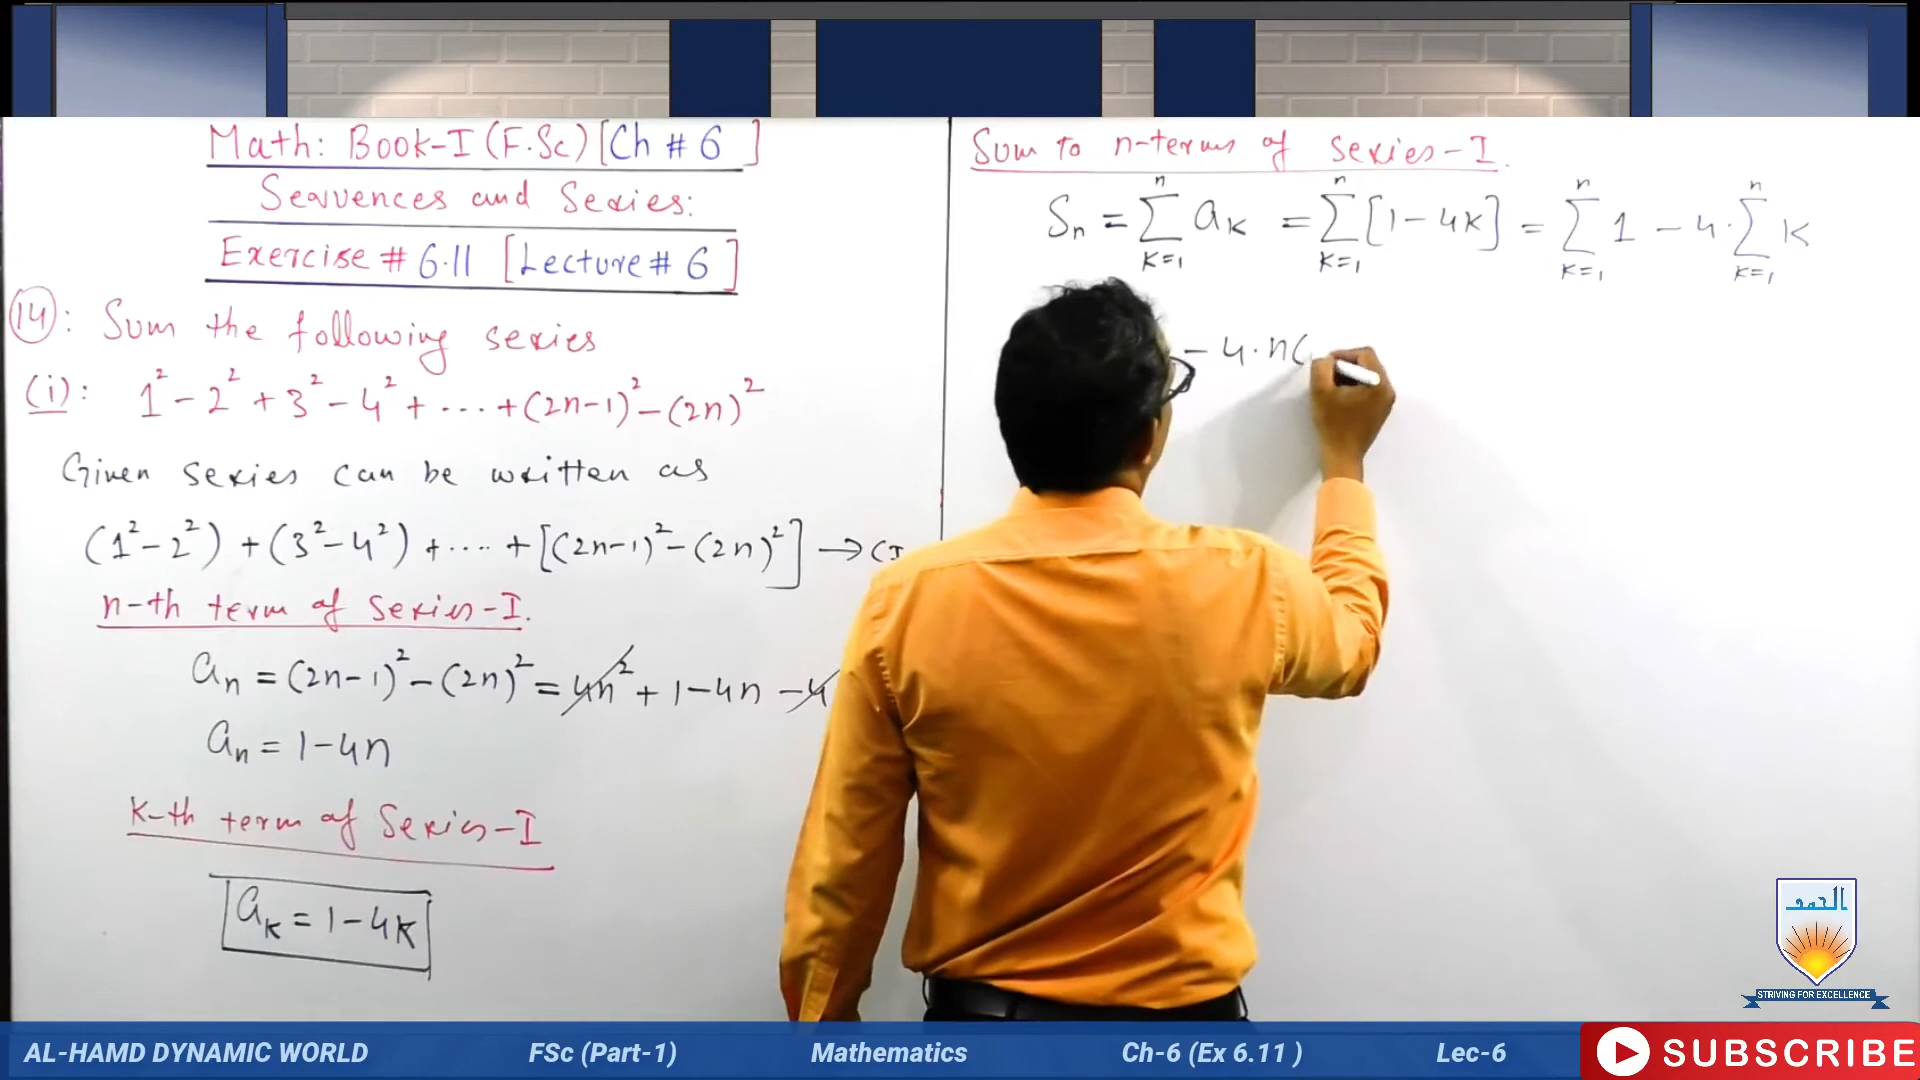 Math: Book-I (F.Sc) [Ch # 6 ]
Seqvences and Series:
Exercise # 6.11 [Lecture # 6 ]
(14): Sum the following series
(i): 1² - 2² + 3² - 4² + .... + (2n-1)² - (2n)²
Given series can be written as
(1² - 2²) + (3² - 4²) + .... + [(2n-1)² - (2n)²] → (I
n-th term of Series-I.
aₙ = (2n-1)² - (2n)² = 4n² + 1 - 4n - 4
aₙ = 1 - 4n
K-th term of Series-I
aₖ = 1 - 4k
Sum to n-terms of series-I.
Sₙ = ∑ₖ₌₁ⁿ aₖ = ∑ₖ₌₁ⁿ [1 - 4k] = ∑ₖ₌₁ⁿ 1 - 4·∑ₖ₌₁ⁿ k
- 4·n(
الحمد
STRIVING FOR EXCELLENCE
AL-HAMD DYNAMIC WORLD FSc (Part-1) Mathematics Ch-6 (Ex 6.11 ) Lec-6 SUBSCRIBE